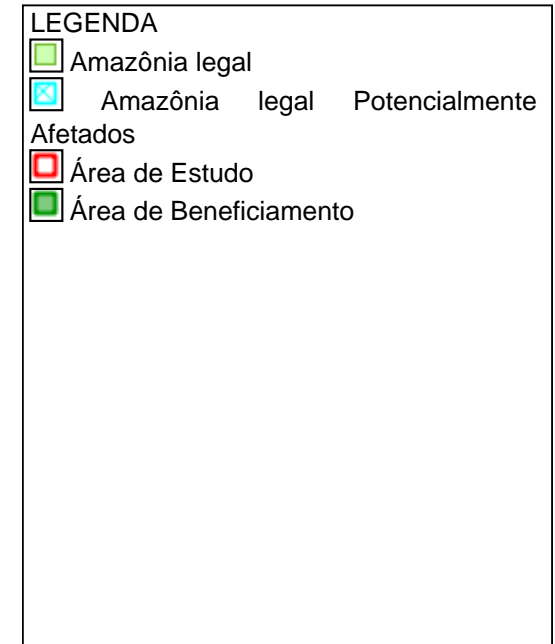 LEGENDA
Amazônia legal
Amazônia legal Potencialmente
Afetados
Área de Estudo
Área de Beneficiamento